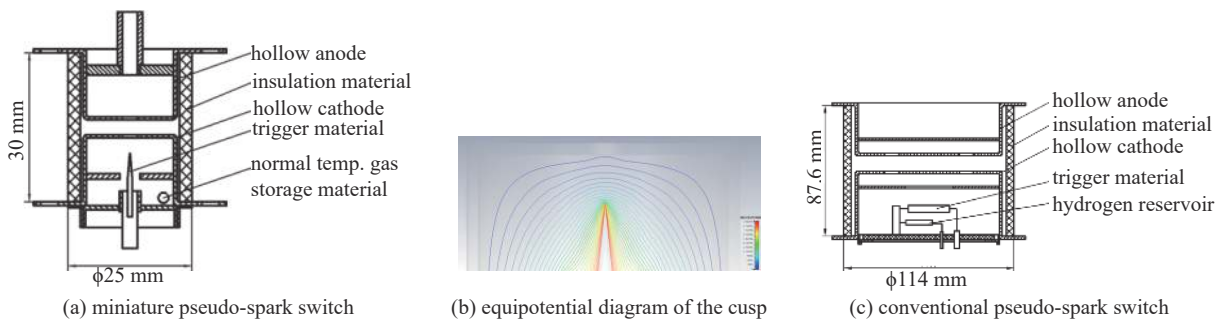 hollow anode
insulation material
hollow cathode
trigger material
normal temp. gas
storage material
30 mm
ϕ25 mm
(a) miniature pseudo-spark switch
(b) equipotential diagram of the cusp
hollow anode
insulation material
hollow cathode
trigger material
hydrogen reservoir
87.6 mm
ϕ114 mm
(c) conventional pseudo-spark switch